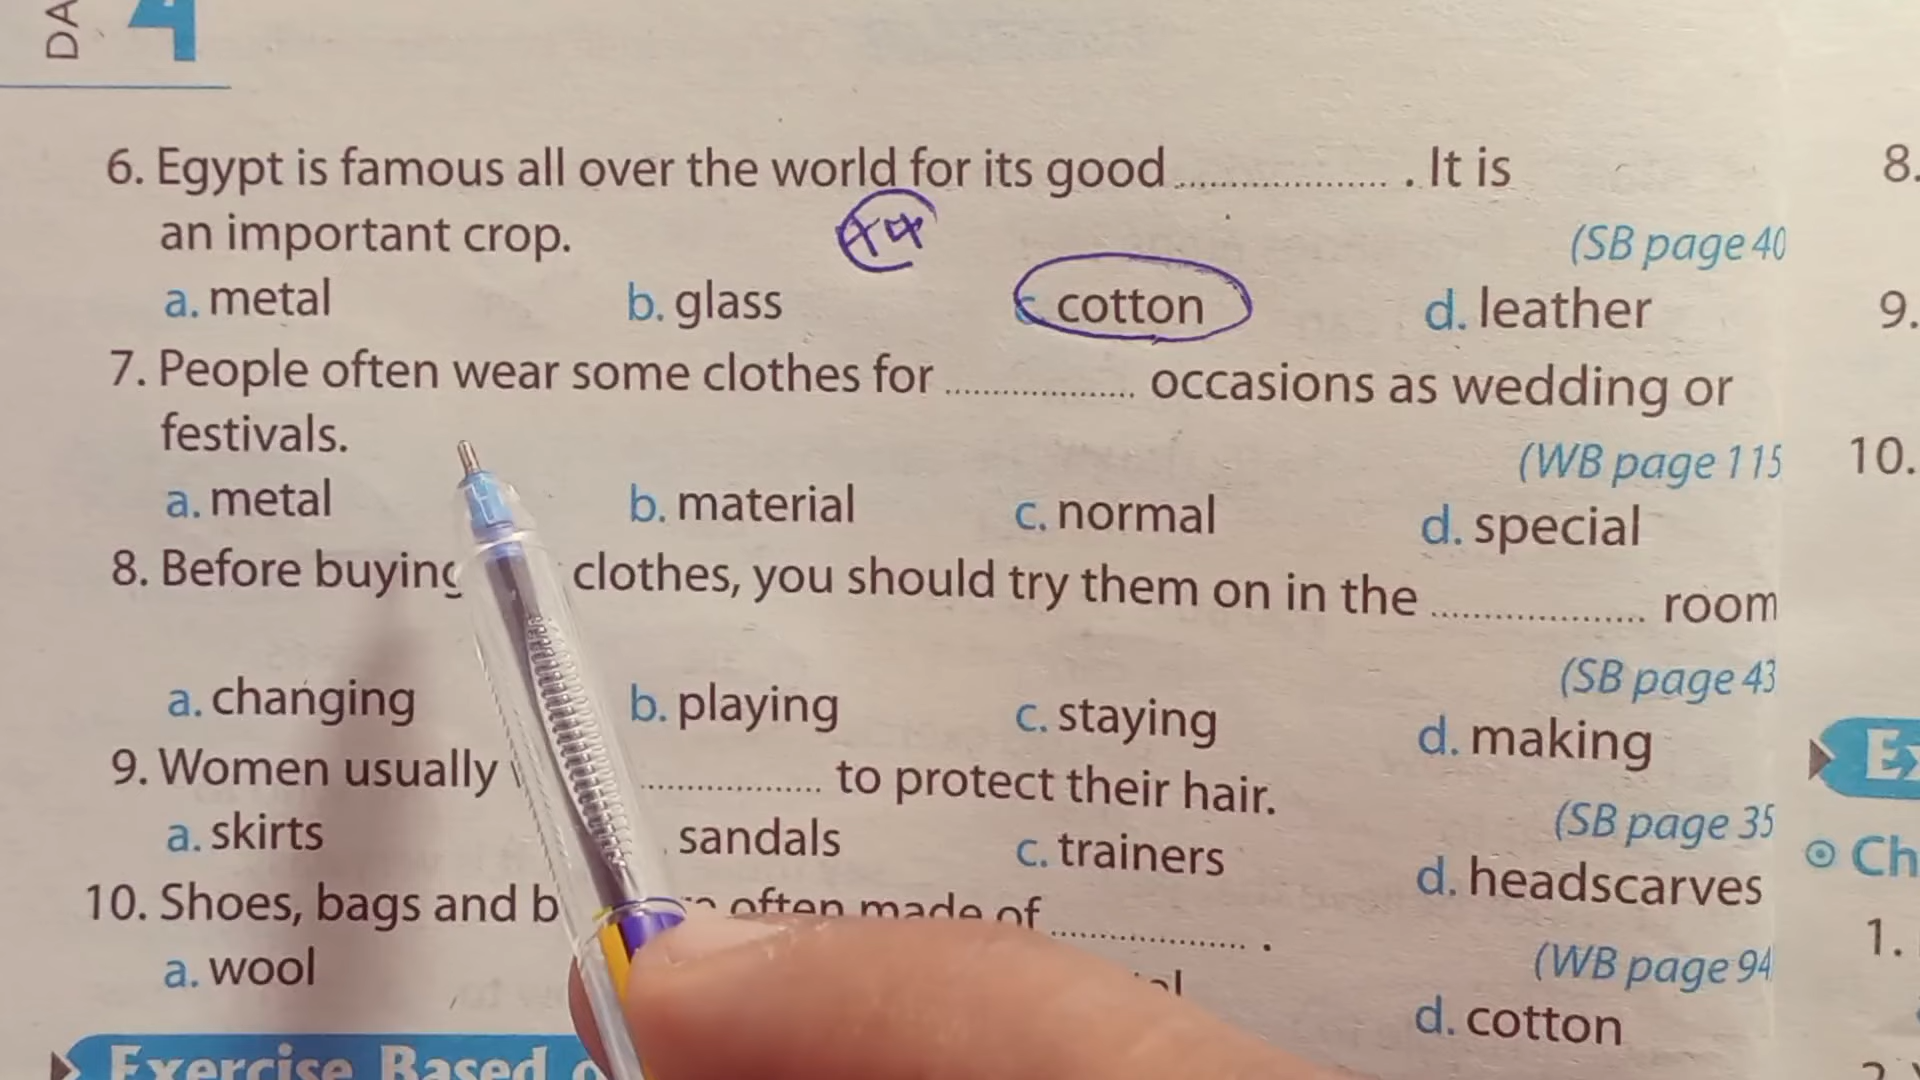 DA 4
6. Egypt is famous all over the world for its good .................... . It is
an important crop.
(SB page 40
a. metal b. glass c cotton d. leather
7. People often wear some clothes for .................... occasions as wedding or
festivals.
(WB page 115
a. metal b. material c. normal d. special
8. Before buying clothes, you should try them on in the .................... room
(SB page 43
a. changing b. playing c. staying d. making
9. Women usually .................... to protect their hair.
(SB page 35
a. skirts sandals c. trainers d. headscarves
10. Shoes, bags and b often made of .................... .
(WB page 94
a. wool d. cotton
Exercise Based
8.
9.
10.
Ex
Ch
1.